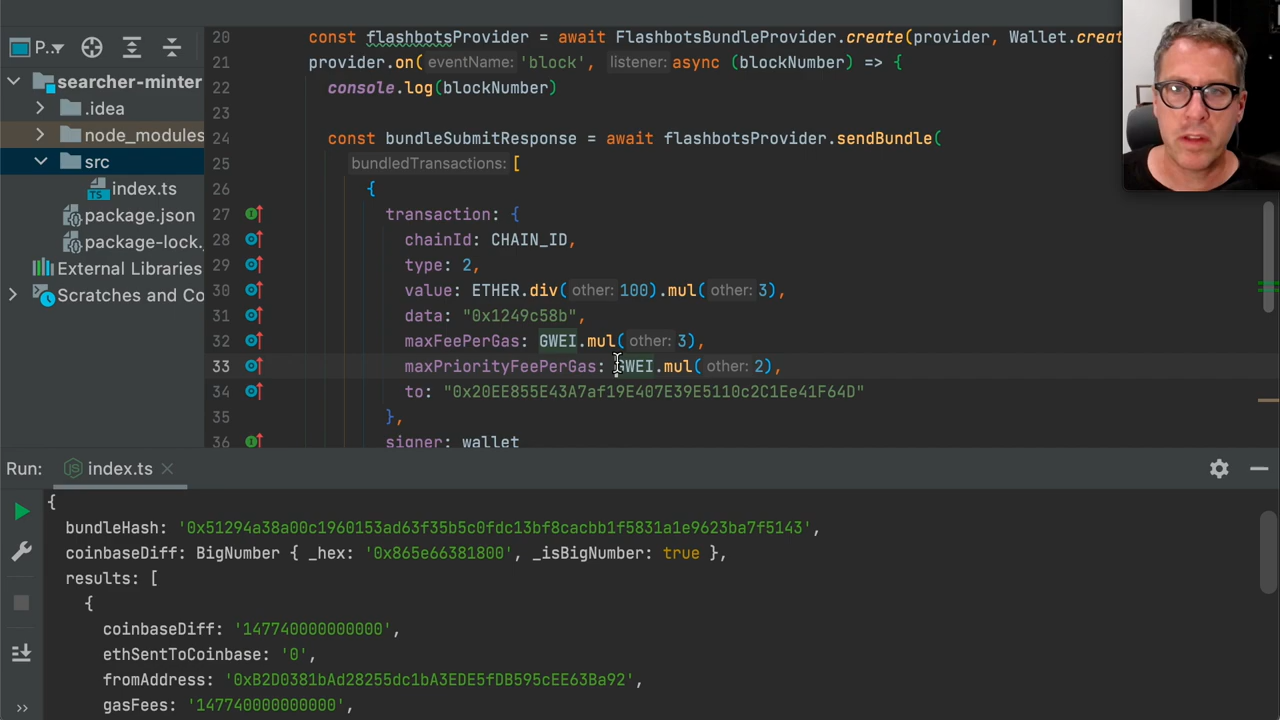 P..
searcher-minter
.idea
node_modules
src
index.ts
package.json
package-lock.
External Libraries
Scratches and Co
20 const flashbotsProvider = await FlashbotsBundleProvider.create(provider, Wallet.creat
21 provider.on( eventName: 'block', listener: async (blockNumber) => {
22 console.log(blockNumber)
23
24 const bundleSubmitResponse = await flashbotsProvider.sendBundle(
25 bundledTransactions: [
26 {
27 transaction: {
28 chainId: CHAIN_ID,
29 type: 2,
30 value: ETHER.div( other: 100).mul( other: 3),
31 data: "0x1249c58b",
32 maxFeePerGas: GWEI.mul( other: 3),
33 maxPriorityFeePerGas: GWEI.mul( other: 2),
34 to: "0x20EE855E43A7af19E407E39E5110c2C1Ee41F64D"
35 },
36 signer: wallet
Run: index.ts
{
bundleHash: '0x51294a38a00c1960153ad63f35b5c0fdc13bf8cacbb1f5831a1e9623ba7f5143',
coinbaseDiff: BigNumber { _hex: '0x865e66381800', _isBigNumber: true },
results: [
{
coinbaseDiff: '147740000000000',
ethSentToCoinbase: '0',
fromAddress: '0xB2D0381bAd28255dc1bA3EDE5fDB595cEE63Ba92',
gasFees: '147740000000000',